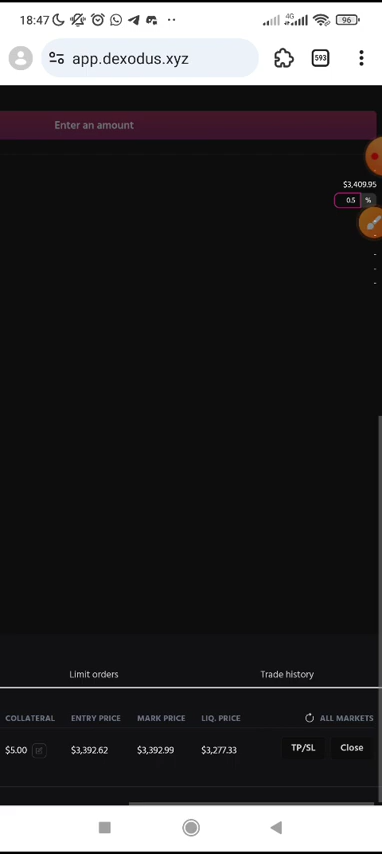 18:47
4G
96
app.dexodus.xyz
593
Enter an amount
$3,409.95
0.5 %
-
-
-
-
Limit orders
Trade history
COLLATERAL ENTRY PRICE MARK PRICE LIQ. PRICE ALL MARKETS
$5.00 $3,392.62 $3,392.99 $3,277.33 TP/SL Close